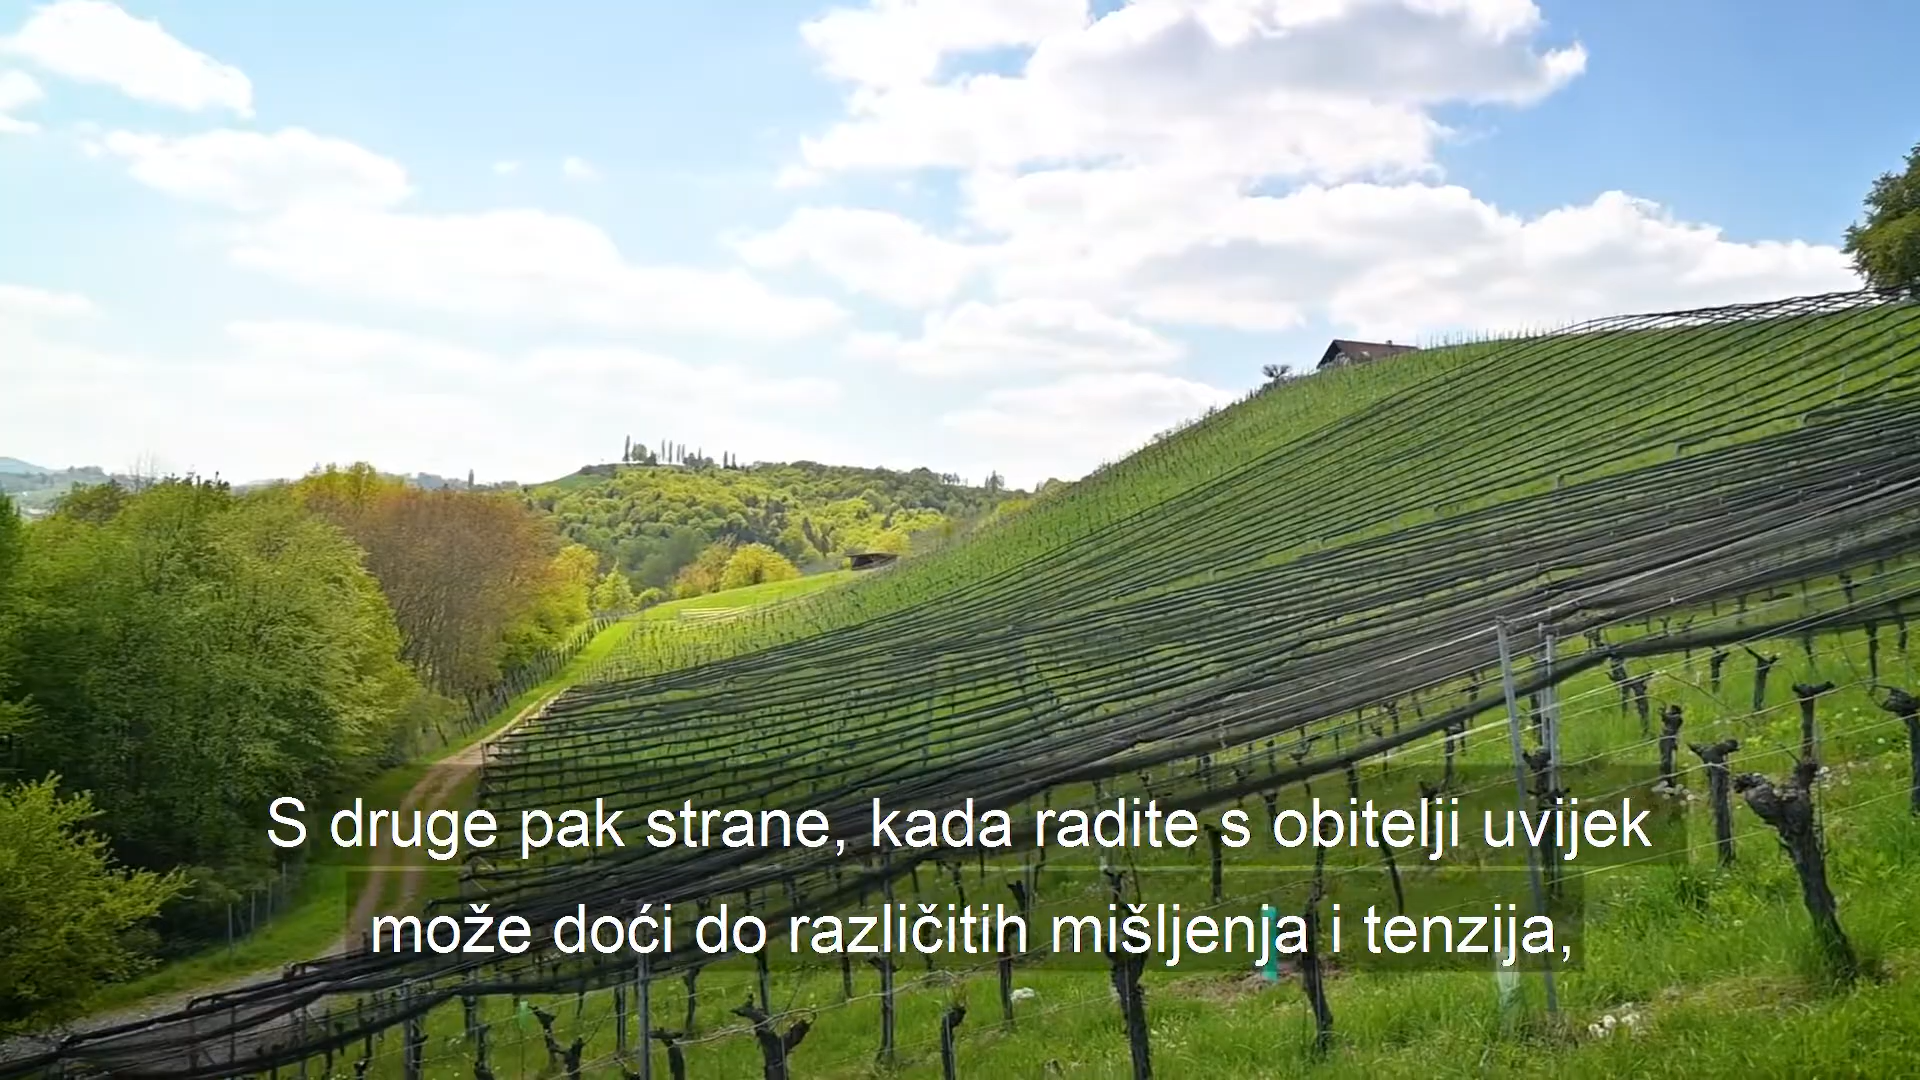 S druge pak strane, kada radite s obitelji uvijek
može doći do različitih mišljenja i tenzija,